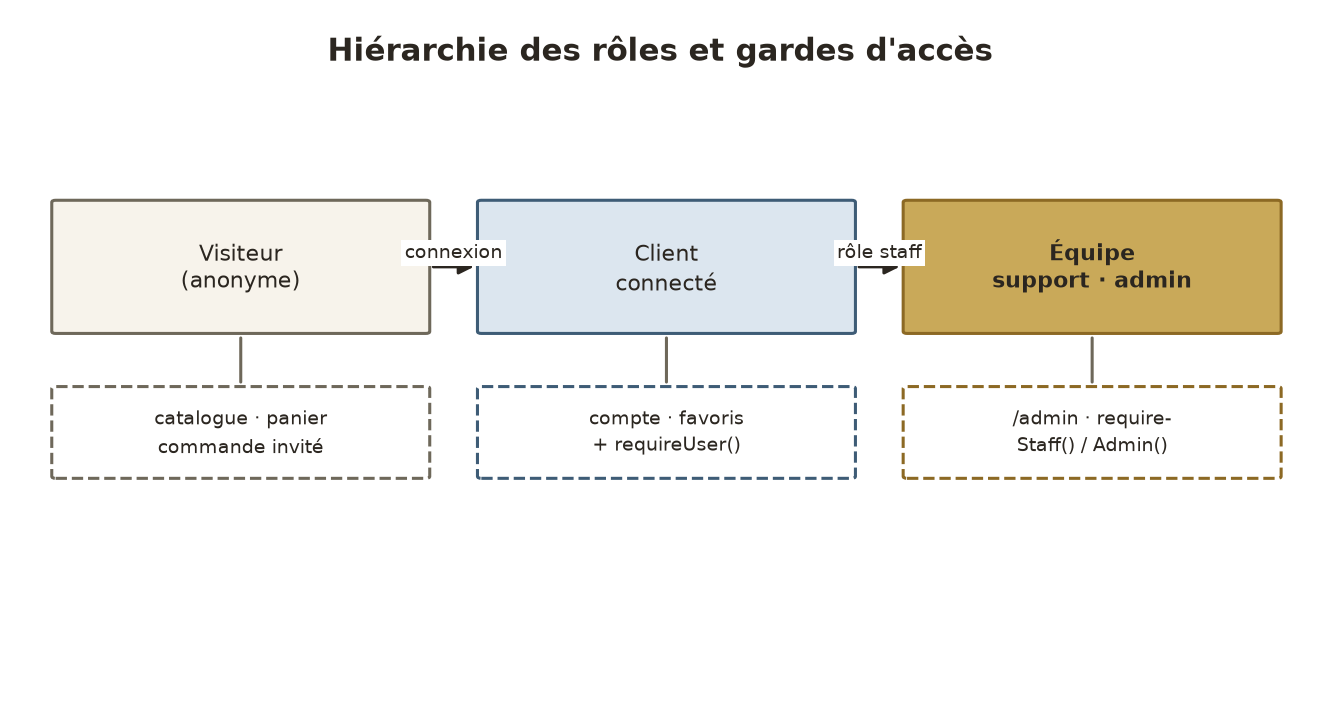 Hiérarchie des rôles et gardes d'accès
Visiteur
(anonyme)
connexion
Client
connecté
rôle staff
Équipe
support · admin
catalogue · panier
commande invité
compte · favoris
+ requireUser()
/admin · require-
Staff() / Admin()